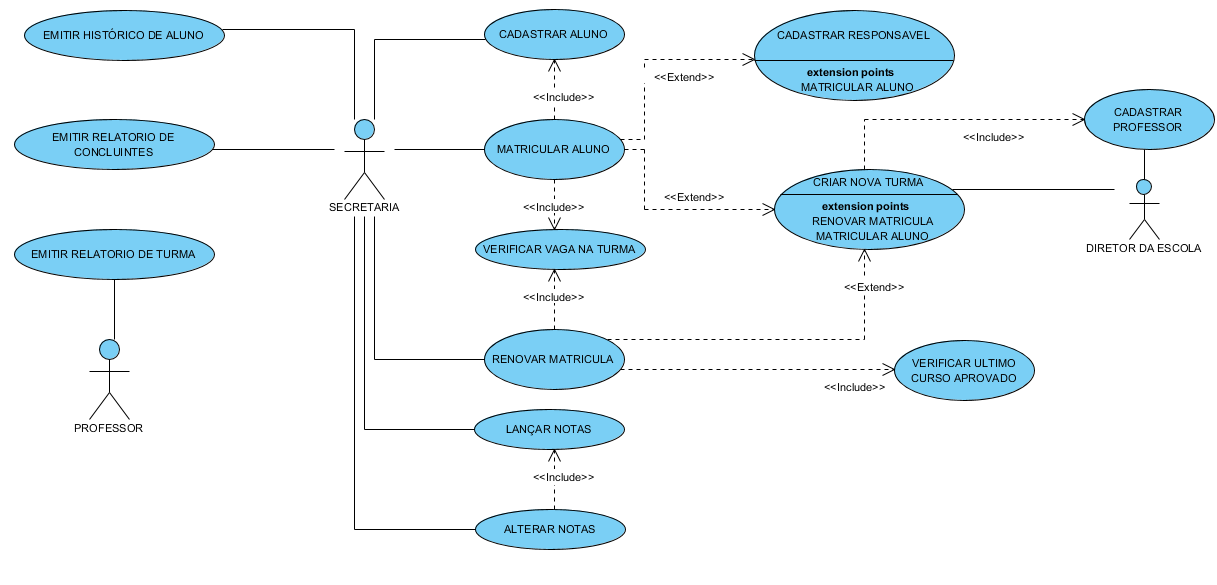 EMITIR HISTÓRICO DE ALUNO
CADASTRAR ALUNO
CADASTRAR RESPONSAVEL
extension points
MATRICULAR ALUNO
<<Extend>>
<<Include>>
CADASTRAR
PROFESSOR
<<Include>>
EMITIR RELATORIO DE
CONCLUINTES
MATRICULAR ALUNO
SECRETARIA
<<Extend>>
CRIAR NOVA TURMA
extension points
RENOVAR MATRICULA
MATRICULAR ALUNO
<<Include>>
DIRETOR DA ESCOLA
EMITIR RELATORIO DE TURMA
VERIFICAR VAGA NA TURMA
<<Extend>>
<<Include>>
RENOVAR MATRICULA
VERIFICAR ULTIMO
CURSO APROVADO
<<Include>>
PROFESSOR
LANÇAR NOTAS
<<Include>>
ALTERAR NOTAS